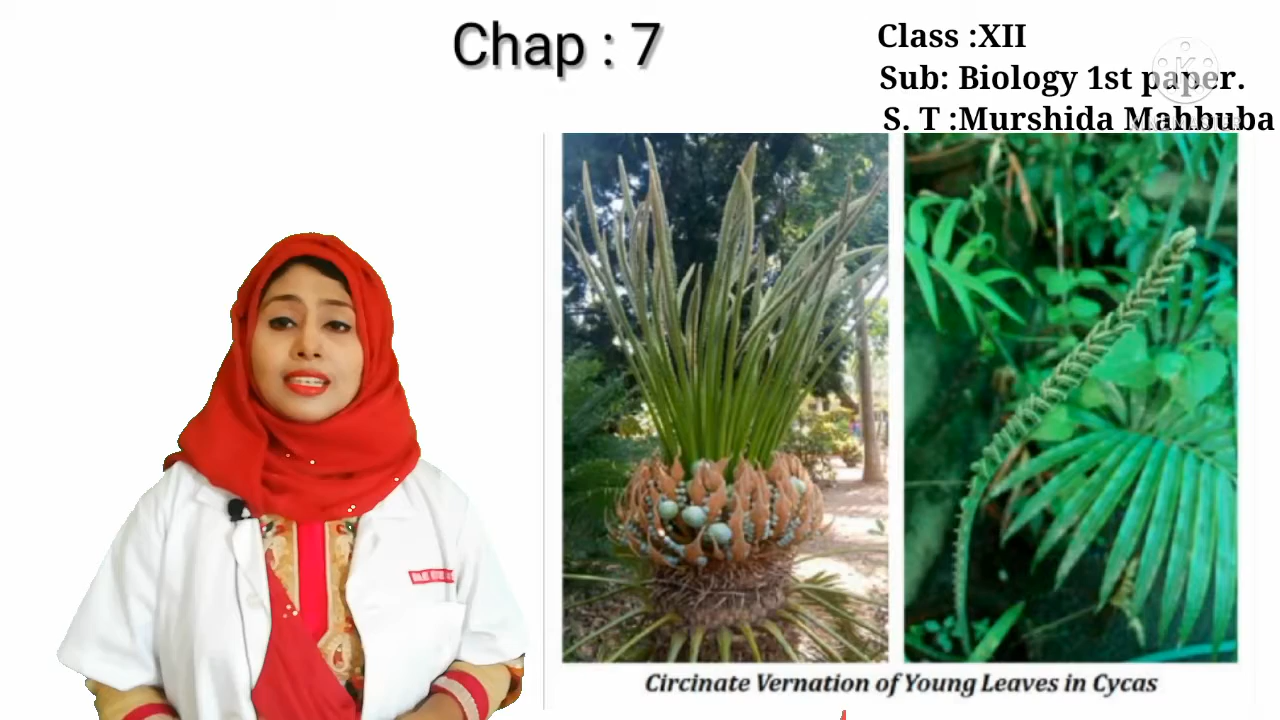 Chap : 7
Class :XII
Sub: Biology 1st paper.
S. T :Murshida Mahbuba
Circinate Vernation of Young Leaves in Cycas